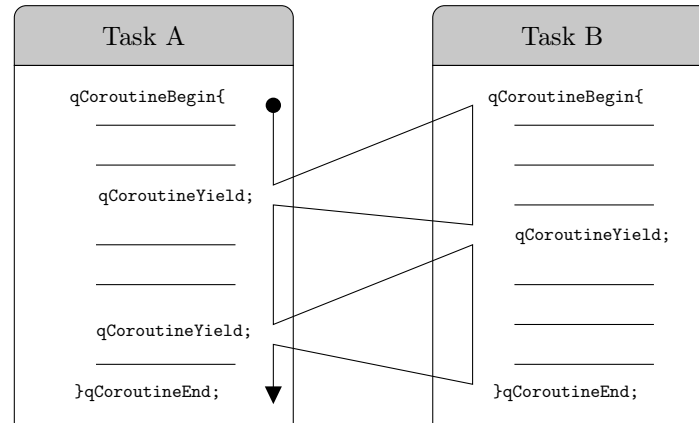 Task A
qCoroutineBegin{
qCoroutineYield;
qCoroutineYield;
}qCoroutineEnd;
Task B
qCoroutineBegin{
qCoroutineYield;
}qCoroutineEnd;